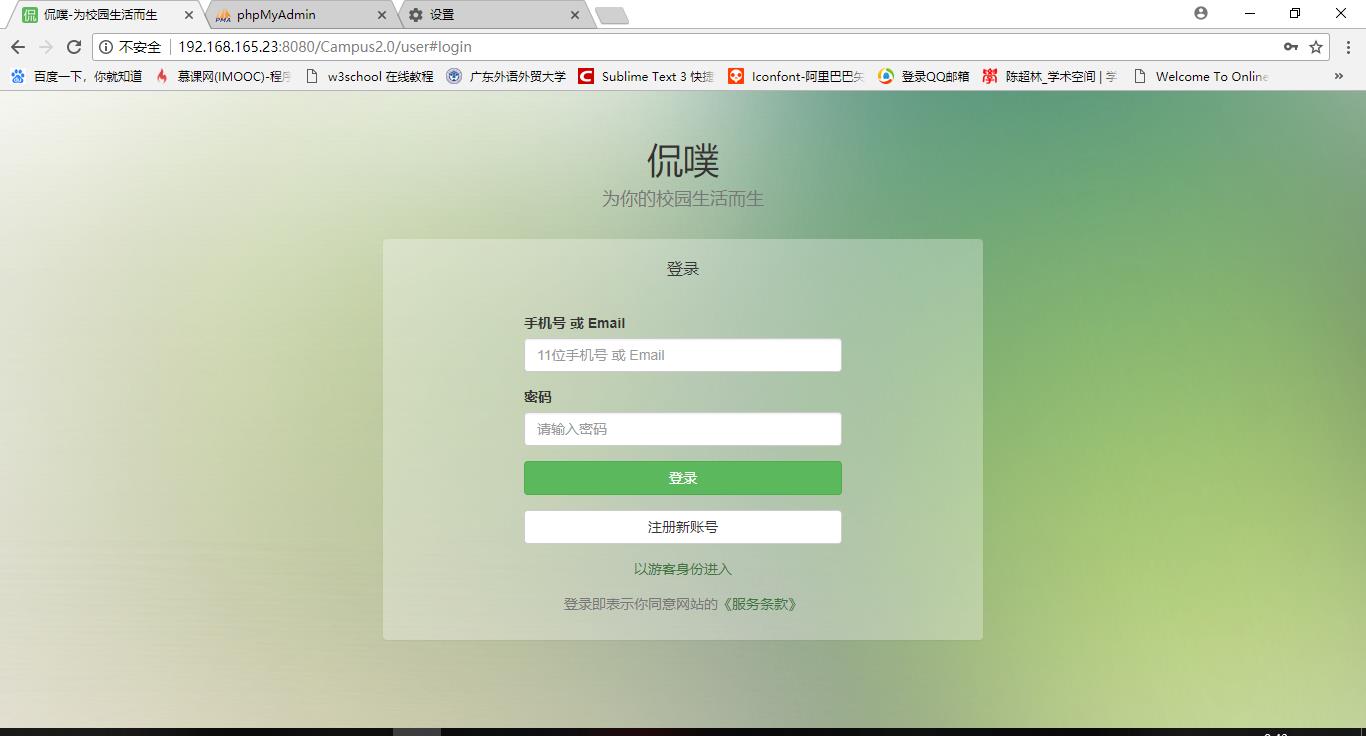 侃噗-为校园生活而生
phpMyAdmin
设置
不安全 192.168.165.23:8080/Campus2.0/user#login
百度一下，你就知道 慕课网(IMOOC)-程序 w3school 在线教程 广东外语外贸大学 Sublime Text 3 快捷 Iconfont-阿里巴巴矢 登录QQ邮箱 陈超林_学术空间 | 学 Welcome To Online »
侃噗
为你的校园生活而生
登录
手机号 或 Email
11位手机号 或 Email
密码
请输入密码
登录
注册新账号
以游客身份进入
登录即表示你同意网站的《服务条款》